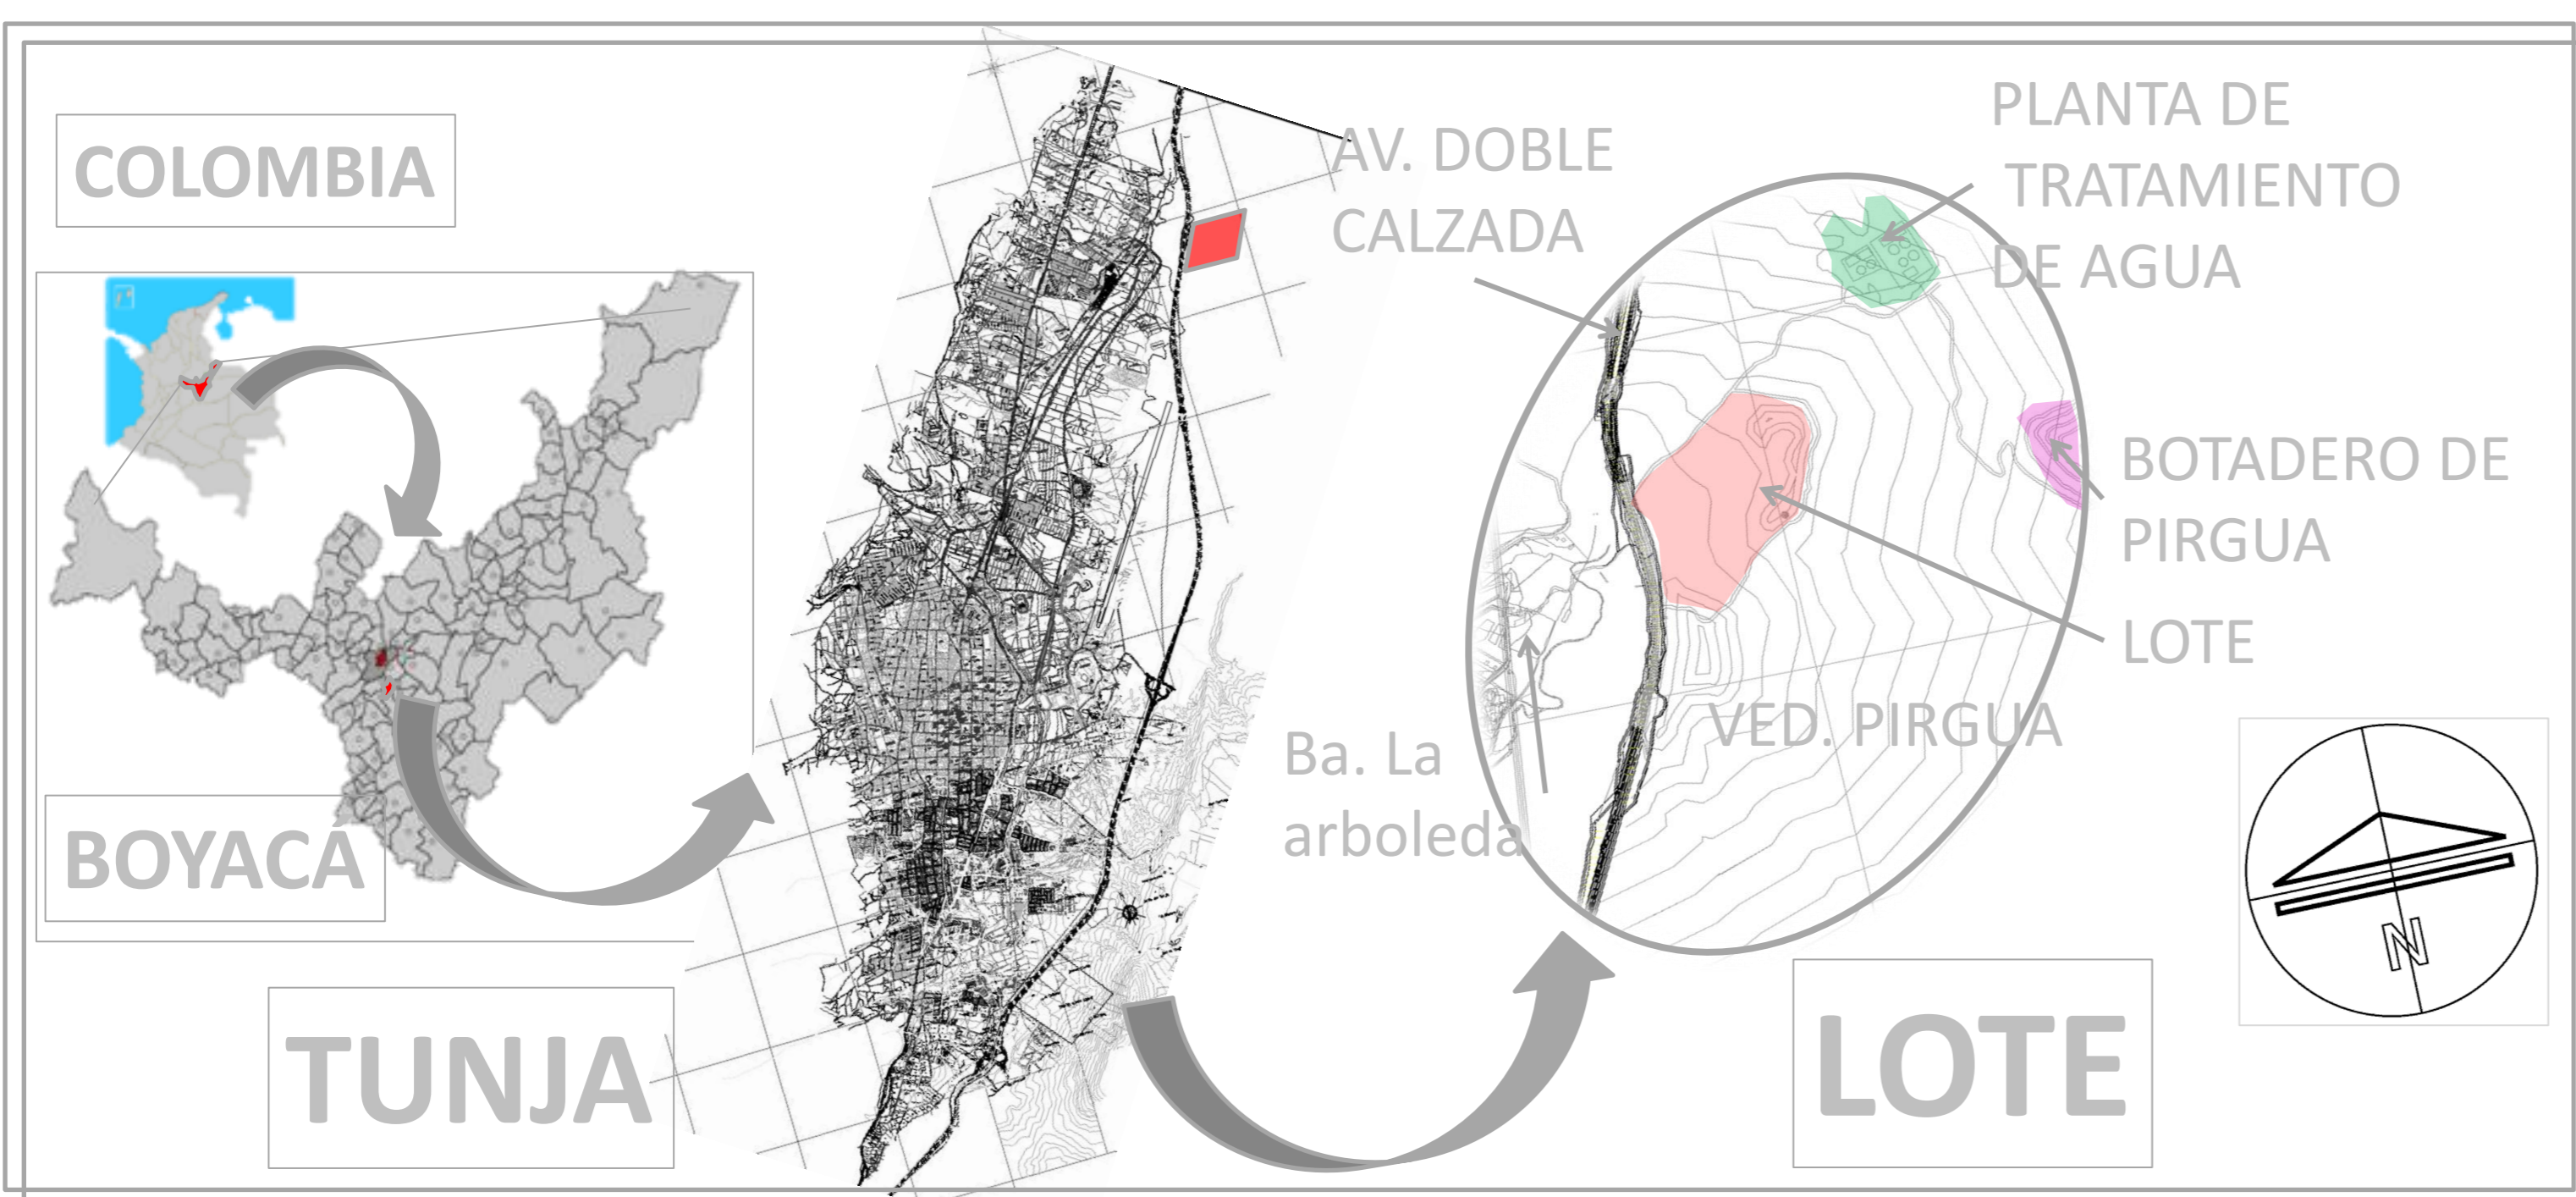 COLOMBIA
BOYACÁ
TUNJA
AV. DOBLE
CALZADA
PLANTA DE
TRATAMIENTO
DE AGUA
BOTADERO DE
PIRGUA
LOTE
VED. PIRGUA
Ba. La
arboleda
LOTE
N